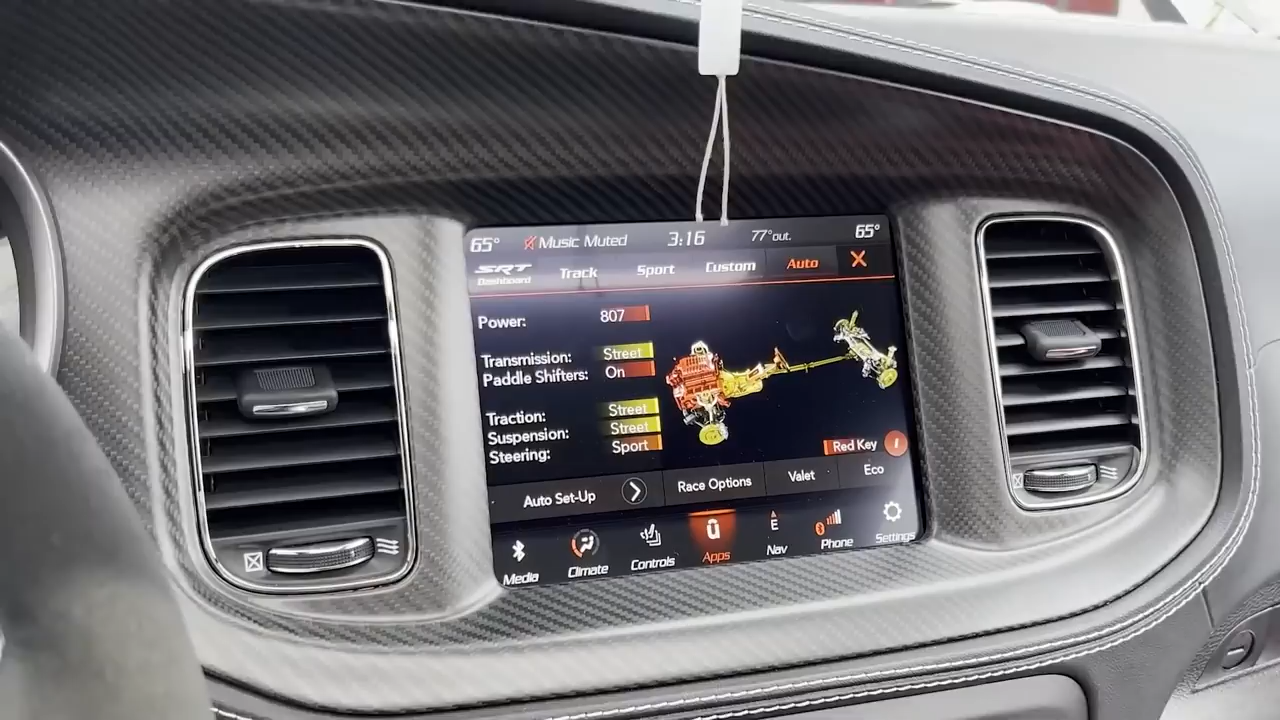 65° Music Muted 3:16 77°out. 65°
SRT Dashboard Track Sport Custom Auto X
Power: 807
Transmission: Street
Paddle Shifters: On
Traction: Street
Suspension: Street
Steering: Sport
Red Key
Auto Set-Up Race Options Valet Eco
Media Climate Controls Apps E Nav Phone Settings